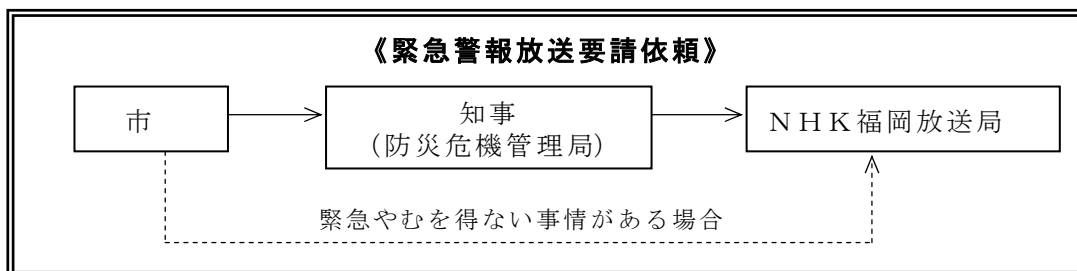 《緊急警報放送要請依頼》
市
知事
(防災危機管理局)
ＮＨＫ福岡放送局
緊急やむを得ない事情がある場合